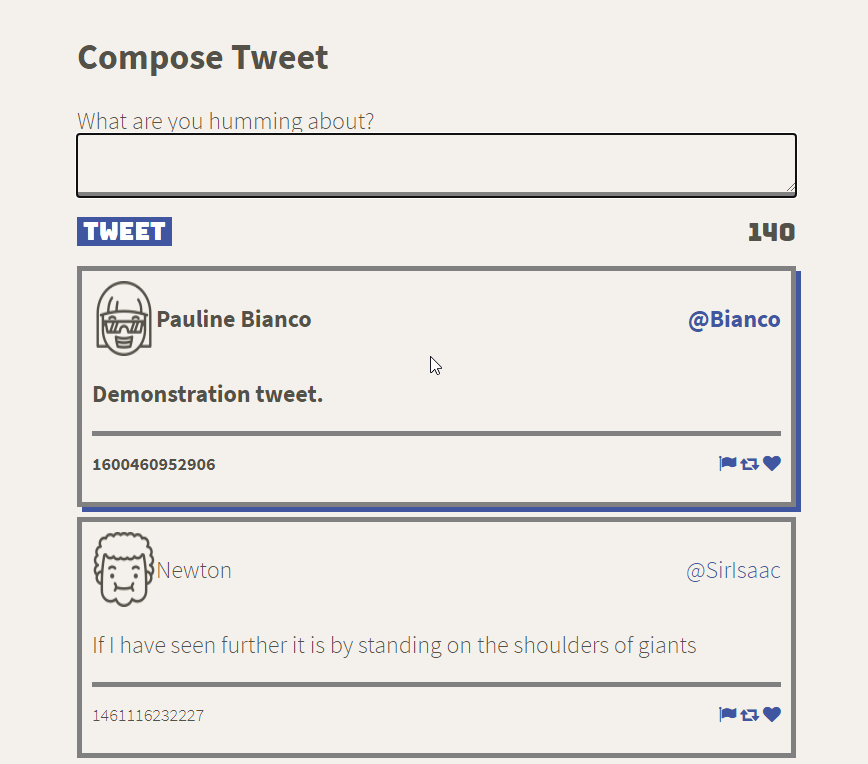 Compose Tweet
What are you humming about?
TWEET 140
Pauline Bianco @Bianco
Demonstration tweet.
1600460952906
Newton @SirIsaac
If I have seen further it is by standing on the shoulders of giants
1461116232227